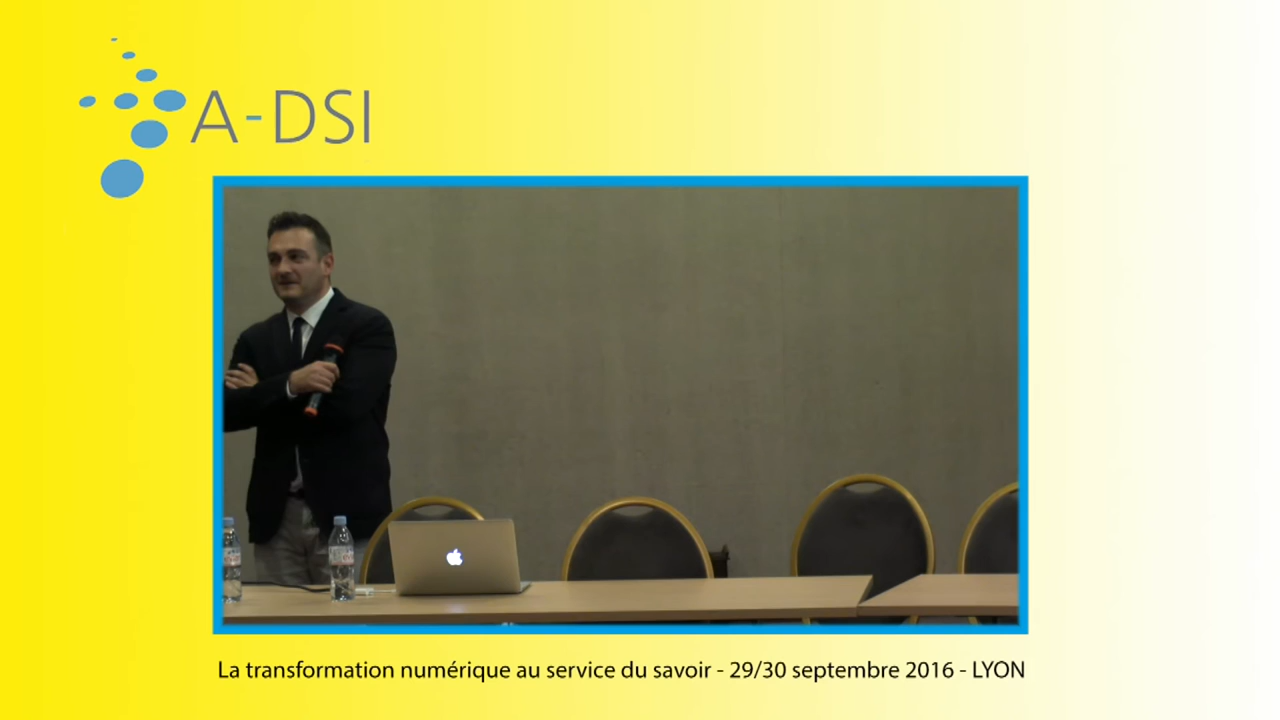 A-DSI
La transformation numérique au service du savoir - 29/30 septembre 2016 - LYON